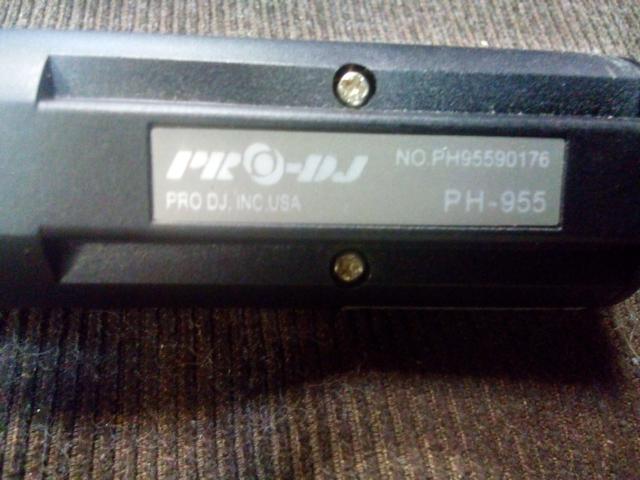 PRO-DJ
NO.PH95590176
PRO DJ. INC.USA
PH-955